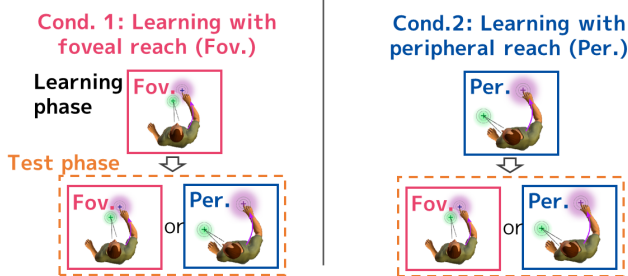 Cond. 1: Learning with
foveal reach (Fov.)
Learning
phase
Fov.
Test phase
Fov.
or
Per.
Cond.2: Learning with
peripheral reach (Per.)
Per.
Fov.
or
Per.